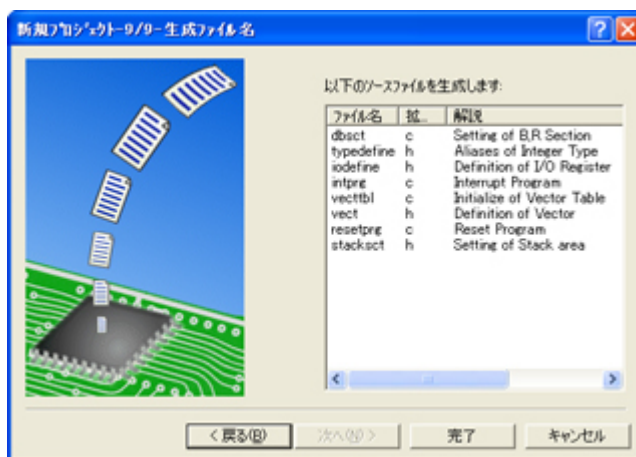 新規プロジェクト-9/9-生成ファイル名
以下のソースファイルを生成します:
ファイル名 拡... 解説
dbsct c Setting of B,R Section
typedefine h Aliases of Integer Type
iodefine h Definition of I/O Register
intprg c Interrupt Program
vecttbl c Initialize of Vector Table
vect h Definition of Vector
resetprg c Reset Program
stacksct h Setting of Stack area
< 戻る(B) 次へ(N) > 完了 キャンセル